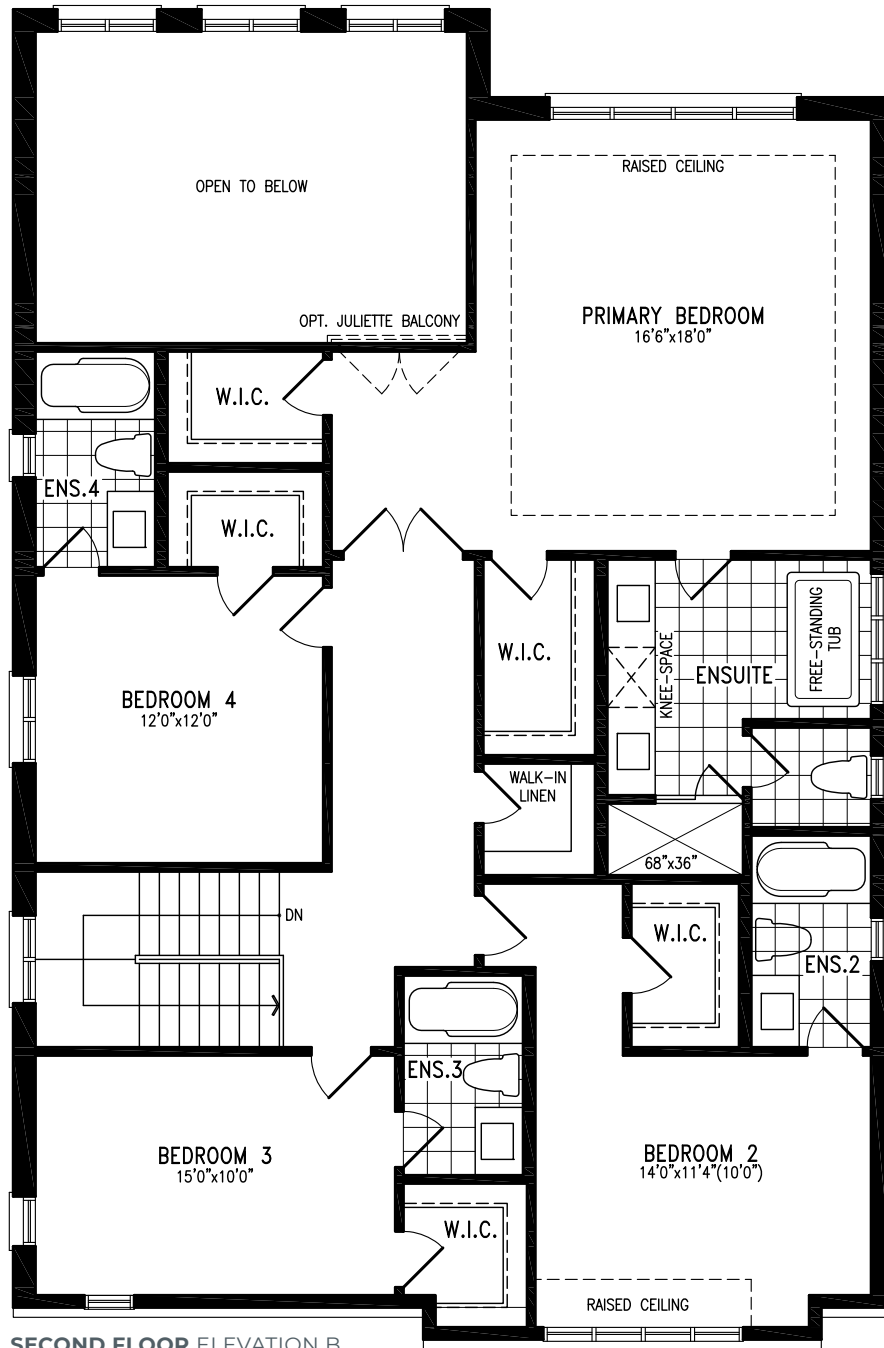 OPEN TO BELOW
RAISED CEILING
PRIMARY BEDROOM
16'6"x18'0"
OPT. JULIETTE BALCONY
W.I.C.
ENS.4
W.I.C.
BEDROOM 4
12'0"x12'0"
W.I.C.
KNEE-SPACE
ENSUITE
FREE-STANDING
TUB
WALK-IN
LINEN
68"x36"
DN
W.I.C.
ENS.2
ENS.3
BEDROOM 3
15'0"x10'0"
BEDROOM 2
14'0"x11'4"(10'0")
W.I.C.
RAISED CEILING
SECOND FLOOR ELEVATION B